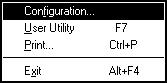 Configuration...
User Utility F7
Print... Ctrl+P
Exit Alt+F4